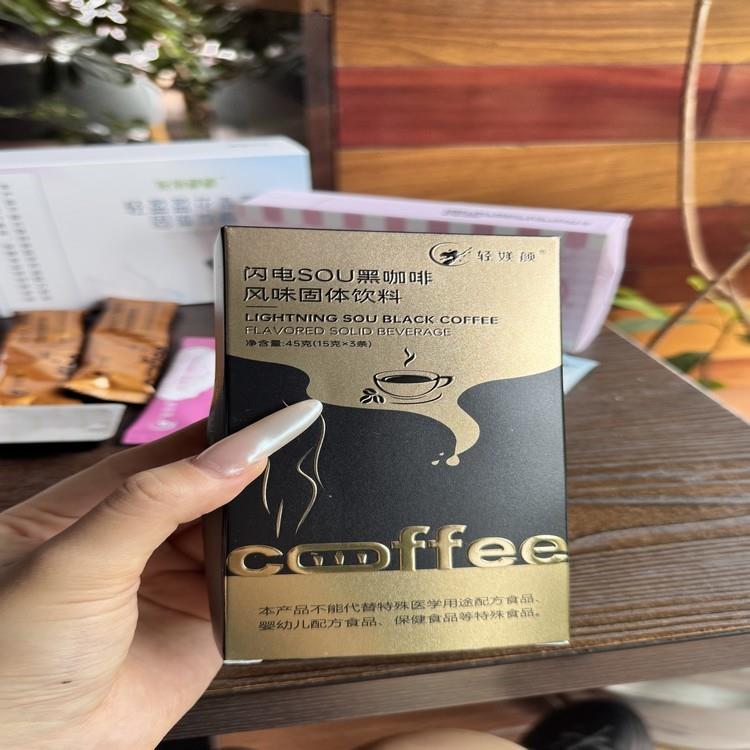 轻媄颜
闪电SOU黑咖啡
风味固体饮料
LIGHTNING SOU BLACK COFFEE
FLAVORED SOLID BEVERAGE
净含量:45克(15克×3条)
coffee
本产品不能代替特殊医学用途配方食品、
婴幼儿配方食品、保健食品等特殊食品。